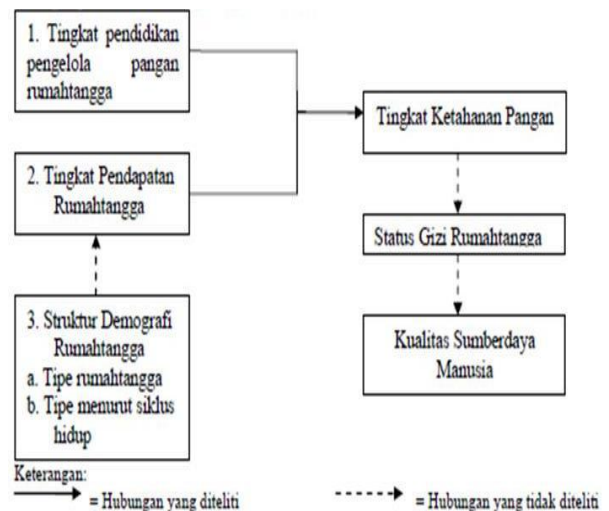 1. Tingkat pendidikan
pengelola pangan
rumahtangga
2. Tingkat Pendapatan
Rumahtangga
3. Struktur Demografi
Rumahtangga
a. Tipe rumahtangga
b. Tipe menurut siklus
hidup
Tingkat Ketahanan Pangan
Status Gizi Rumahtangga
Kualitas Sumberdaya
Manusia
Keterangan:
= Hubungan yang diteliti
= Hubungan yang tidak diteliti